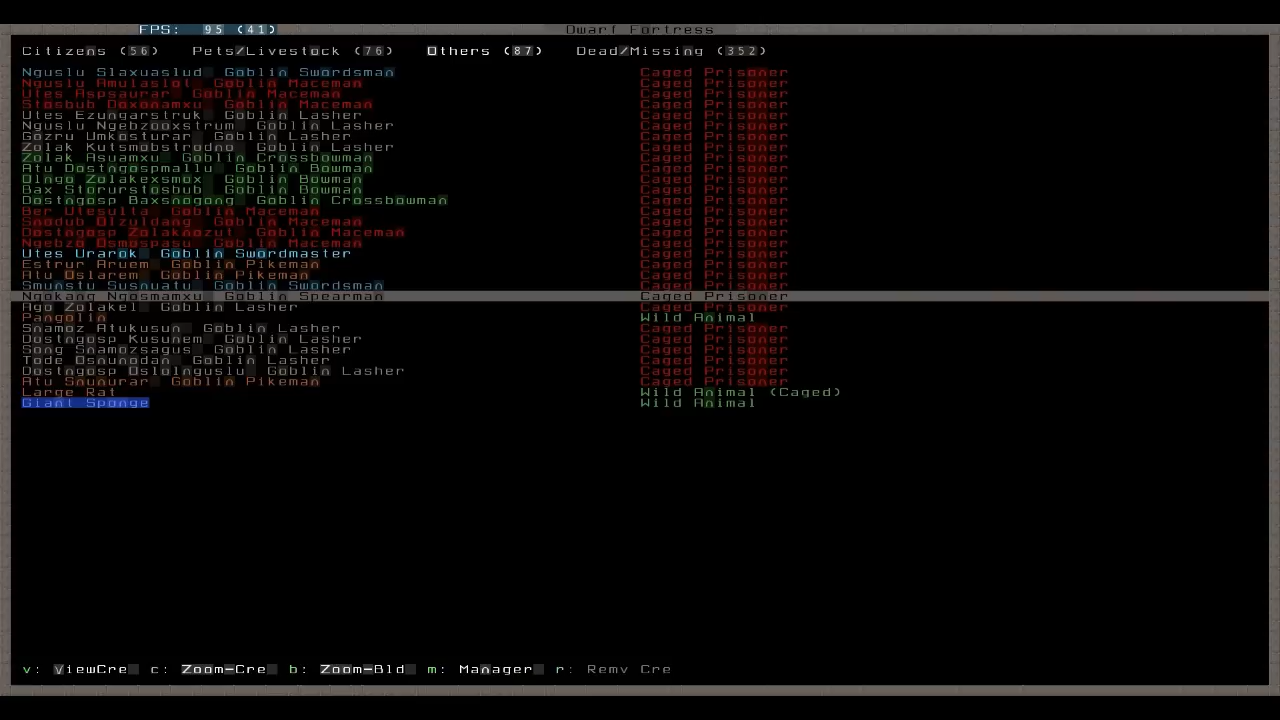 FPS: 95 (41)
Dwarf Fortress
Citizens (56) Pets/Livestock (76) Others (87) Dead/Missing (352)
Nguslu Slaxuaslud Goblin Swordsman Caged Prisoner
Nguslu Amulaslot Goblin Maceman Caged Prisoner
Utes Aspsaurar Goblin Maceman Caged Prisoner
Stosbub Doxonamxu Goblin Maceman Caged Prisoner
Utes Ezungarstruk Goblin Lasher Caged Prisoner
Nguslu Ngebzooxstrum Goblin Lasher Caged Prisoner
Gozru Umkasturar Goblin Lasher Caged Prisoner
Zolak Kutsmobstrodno Goblin Lasher Caged Prisoner
Zolak Asuamxu Goblin Crossbowman Caged Prisoner
Atu Dostngospmallu Goblin Bowman Caged Prisoner
Olngo Zolakexsmox Goblin Bowman Caged Prisoner
Bax Storurstosbub Goblin Bowman Caged Prisoner
Dostngosp Baxsnogong Goblin Crossbowman Caged Prisoner
Ber Utesulta Goblin Maceman Caged Prisoner
Snodub Olzuldang Goblin Maceman Caged Prisoner
Dostngosp Zolaknozut Goblin Maceman Caged Prisoner
Ngebzo Osmospasu Goblin Maceman Caged Prisoner
Utes Urarok Goblin Swordmaster Caged Prisoner
Estrur Aruem Goblin Pikeman Caged Prisoner
Atu Oslarem Goblin Pikeman Caged Prisoner
Smunstu Susnuatu Goblin Swordsman Caged Prisoner
Ngokang Ngosmamxu Goblin Spearman Caged Prisoner
Ago Zolakel Goblin Lasher Caged Prisoner
Pangolin Wild Animal
Snamoz Atukusun Goblin Lasher Caged Prisoner
Dostngosp Kusunem Goblin Lasher Caged Prisoner
Song Snamozsagus Goblin Lasher Caged Prisoner
Tode Osnunodan Goblin Lasher Caged Prisoner
Dostngosp Oslolnguslu Goblin Lasher Caged Prisoner
Atu Snunurar Goblin Pikeman Caged Prisoner
Large Rat Wild Animal (Caged)
Giant Sponge Wild Animal
v: ViewCre c: Zoom-Cre b: Zoom-Bld m: Manager r: Remv Cre